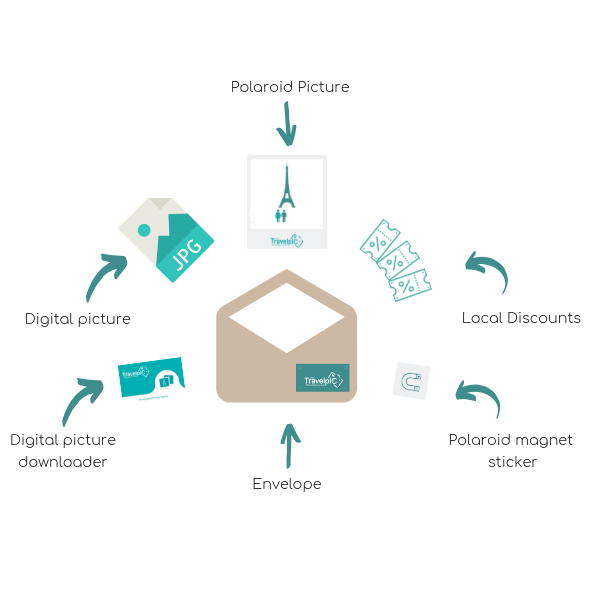 Polaroid Picture
TravelpiC
JPG
Digital picture
Local Discounts
TravelpiC
TravelpiC
Digital picture
downloader
Polaroid magnet
sticker
Envelope